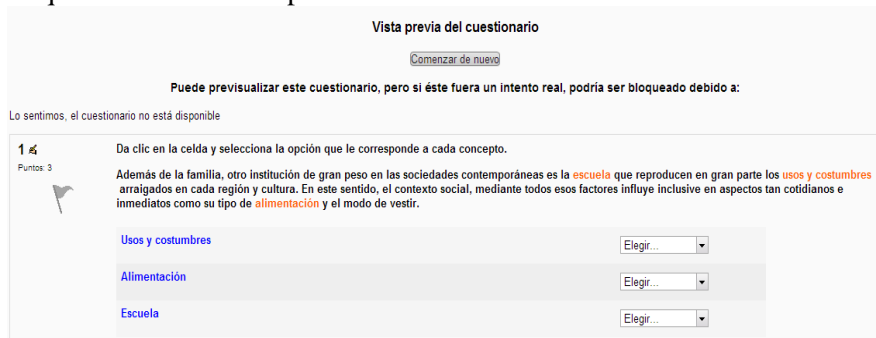 Vista previa del cuestionario
Comenzar de nuevo
Puede previsualizar este cuestionario, pero si éste fuera un intento real, podría ser bloqueado debido a:
Lo sentimos, el cuestionario no está disponible
1
Puntos: 3
Da clic en la celda y selecciona la opción que le corresponde a cada concepto.
Además de la familia, otro institución de gran peso en las sociedades contemporáneas es la escuela que reproducen en gran parte los usos y costumbres
arraigados en cada región y cultura. En este sentido, el contexto social, mediante todos esos factores influye inclusive en aspectos tan cotidianos e
inmediatos como su tipo de alimentación y el modo de vestir.
Usos y costumbres Elegir...
Alimentación Elegir...
Escuela Elegir...